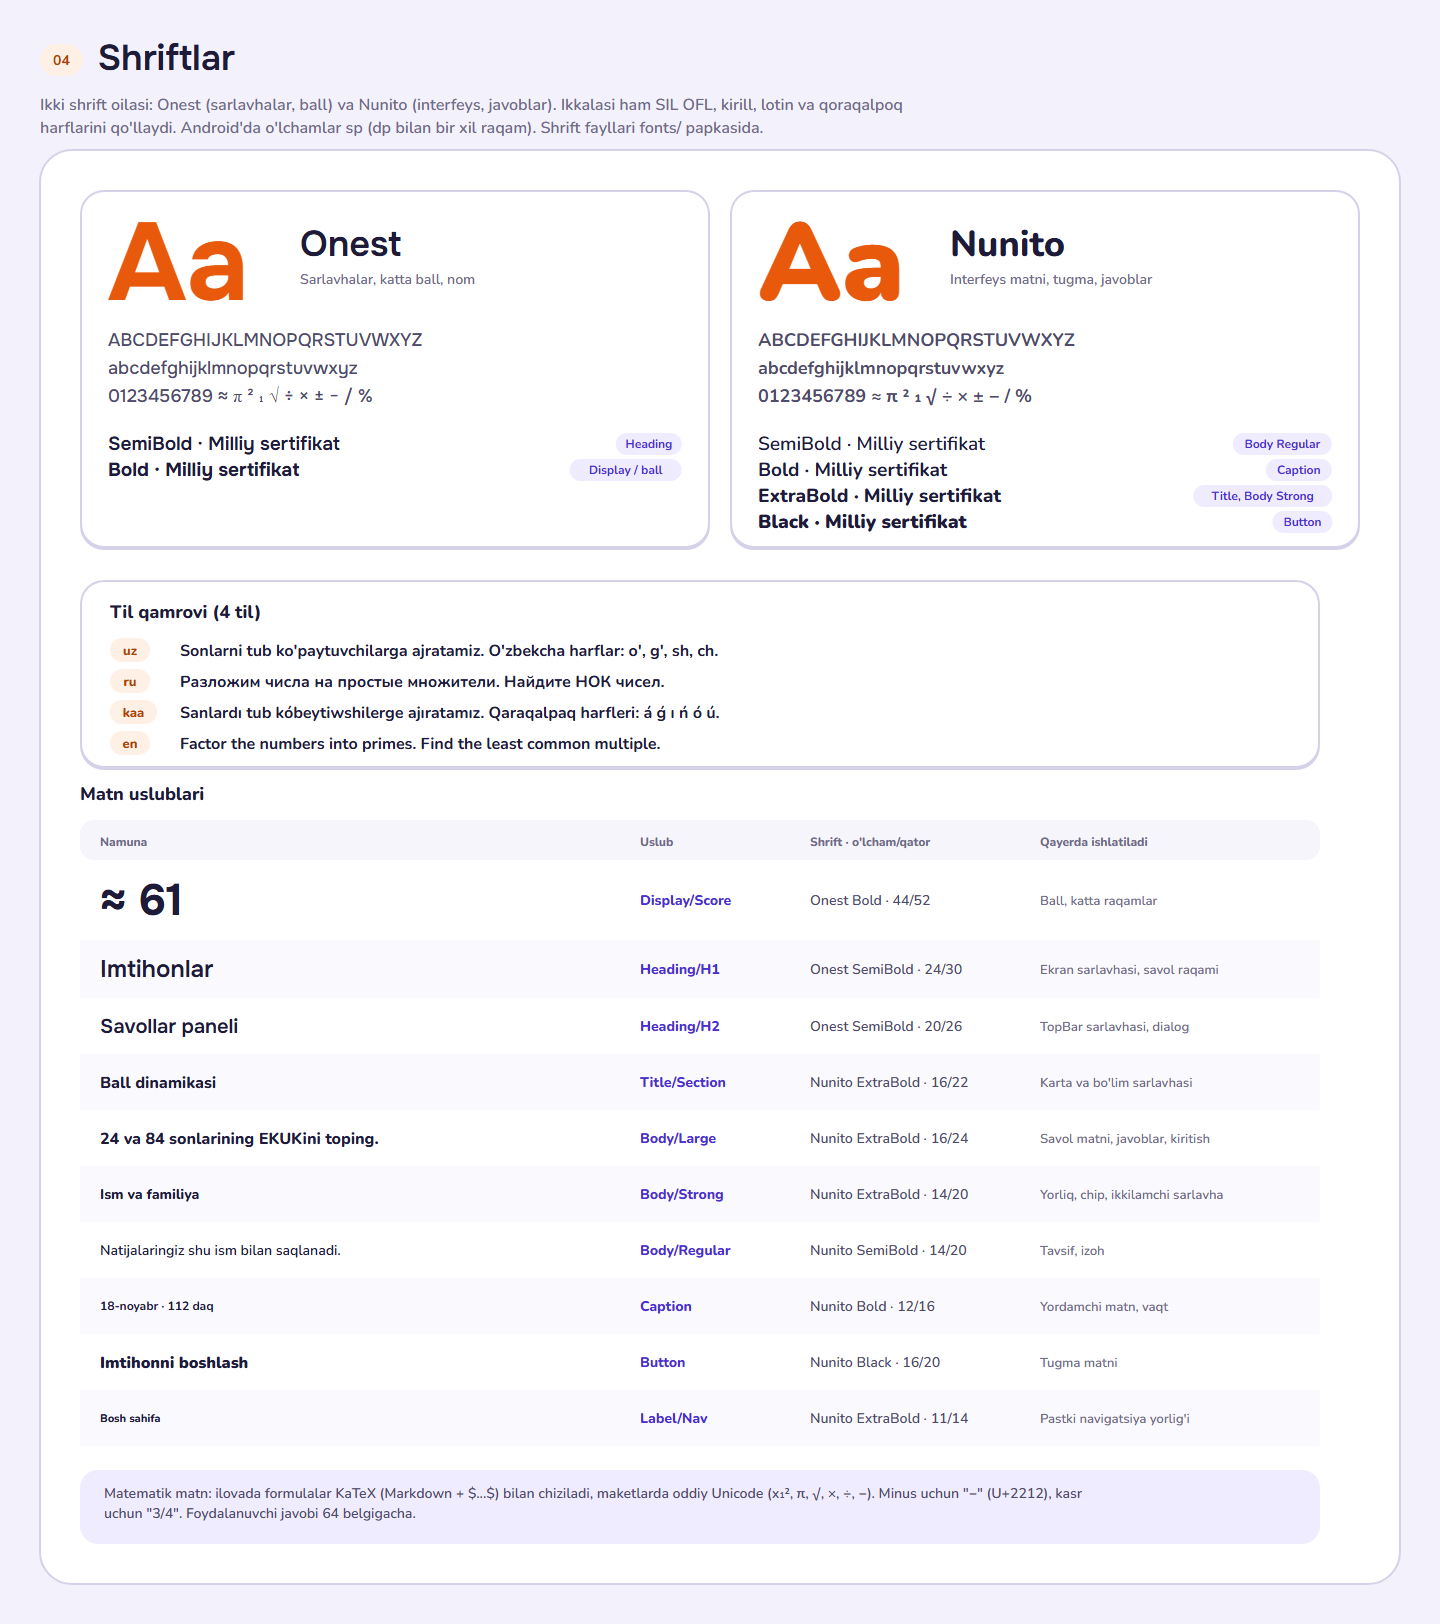 04 Shriftlar
Ikki shrift oilasi: Onest (sarlavhalar, ball) va Nunito (interfeys, javoblar). Ikkalasi ham SIL OFL, kirill, lotin va qoraqalpoq
harflarini qo'llaydi. Android'da o'lchamlar sp (dp bilan bir xil raqam). Shrift fayllari fonts/ papkasida.
Aa Onest
Sarlavhalar, katta ball, nom
ABCDEFGHIJKLMNOPQRSTUVWXYZ
abcdefghijklmnopqrstuvwxyz
0123456789 ≈ π ² ₁ √ ÷ × ± − / %
SemiBold · Milliy sertifikat Heading
Bold · Milliy sertifikat Display / ball
Aa Nunito
Interfeys matni, tugma, javoblar
ABCDEFGHIJKLMNOPQRSTUVWXYZ
abcdefghijklmnopqrstuvwxyz
0123456789 ≈ π ² ₁ √ ÷ × ± − / %
SemiBold · Milliy sertifikat Body Regular
Bold · Milliy sertifikat Caption
ExtraBold · Milliy sertifikat Title, Body Strong
Black · Milliy sertifikat Button
Til qamrovi (4 til)
uz Sonlarni tub ko'paytuvchilarga ajratamiz. O'zbekcha harflar: o', g', sh, ch.
ru Разложим числа на простые множители. Найдите НОК чисел.
kaa Sanlardı tub kóbeytiwshilerge ajıratamız. Qaraqalpaq harfleri: á ǵ ı ń ó ú.
en Factor the numbers into primes. Find the least common multiple.
Matn uslublari
Namuna Uslub Shrift · o'lcham/qator Qayerda ishlatiladi
≈ 61 Display/Score Onest Bold · 44/52 Ball, katta raqamlar
Imtihonlar Heading/H1 Onest SemiBold · 24/30 Ekran sarlavhasi, savol raqami
Savollar paneli Heading/H2 Onest SemiBold · 20/26 TopBar sarlavhasi, dialog
Ball dinamikasi Title/Section Nunito ExtraBold · 16/22 Karta va bo'lim sarlavhasi
24 va 84 sonlarining EKUKini toping. Body/Large Nunito ExtraBold · 16/24 Savol matni, javoblar, kiritish
Ism va familiya Body/Strong Nunito ExtraBold · 14/20 Yorliq, chip, ikkilamchi sarlavha
Natijalaringiz shu ism bilan saqlanadi. Body/Regular Nunito SemiBold · 14/20 Tavsif, izoh
18-noyabr · 112 daq Caption Nunito Bold · 12/16 Yordamchi matn, vaqt
Imtihonni boshlash Button Nunito Black · 16/20 Tugma matni
Bosh sahifa Label/Nav Nunito ExtraBold · 11/14 Pastki navigatsiya yorlig'i
Matematik matn: ilovada formulalar KaTeX (Markdown + $...$) bilan chiziladi, maketlarda oddiy Unicode (x₁², π, √, ×, ÷, −). Minus uchun "−" (U+2212), kasr
uchun "3/4". Foydalanuvchi javobi 64 belgigacha.